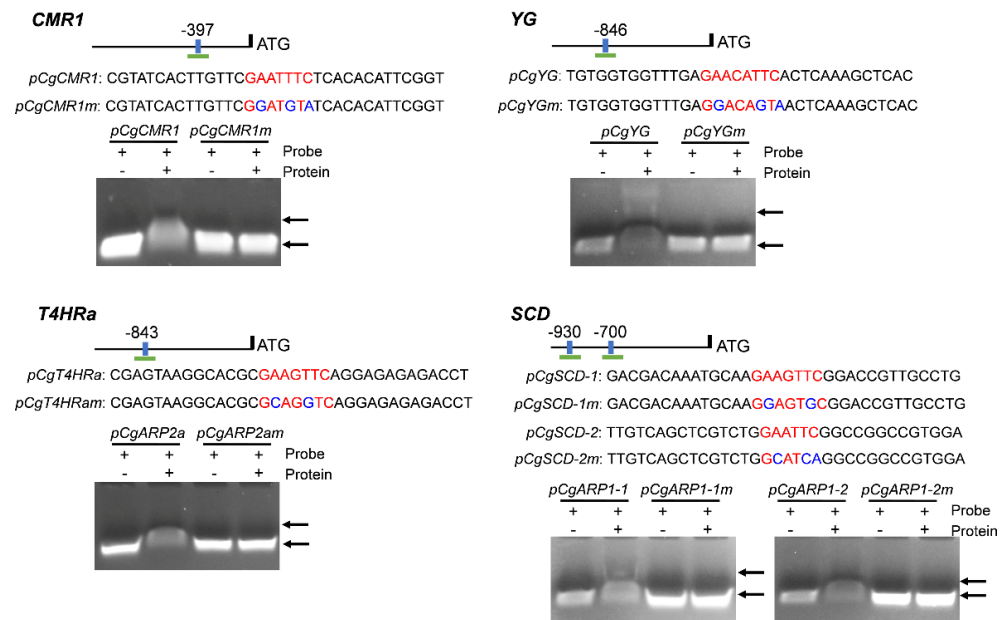 CMR1
-397
ATG
pCgCMR1: CGTATCACTTGTTCGAATTTCTCACACATTCGGT
pCgCMR1m: CGTATCACTTGTTCGGATGTATCACACATTCGGT
pCgCMR1 pCgCMR1m
+ + + + Probe
- + - + Protein
YG
-846
ATG
pCgYG: TGTGGTGGTTTGAGAACATTCACTCAAAGCTCAC
pCgYGm: TGTGGTGGTTTGAGGACAGTAACTCAAAGCTCAC
pCgYG pCgYGm
+ + + + Probe
- + - + Protein
T4HRa
-843
ATG
pCgT4HRa: CGAGTAAGGCACGCGAAGTTCAGGAGAGAGACCT
pCgT4HRam: CGAGTAAGGCACGCGCAGGTCAGGAGAGAGACCT
pCgARP2a pCgARP2am
+ + + + Probe
- + - + Protein
SCD
-930 -700
ATG
pCgSCD-1: GACGACAAATGCAAGAAGTTCGGACCGTTGCCTG
pCgSCD-1m: GACGACAAATGCAAGGAGTGCGGACCGTTGCCTG
pCgSCD-2: TTGTCAGCTCGTCTGGAATTCGGCCGGCCGTGGA
pCgSCD-2m: TTGTCAGCTCGTCTGGCATCAGGCCGGCCGTGGA
pCgARP1-1 pCgARP1-1m pCgARP1-2 pCgARP1-2m
+ + + + + + + + Probe
- + - + - + - + Protein